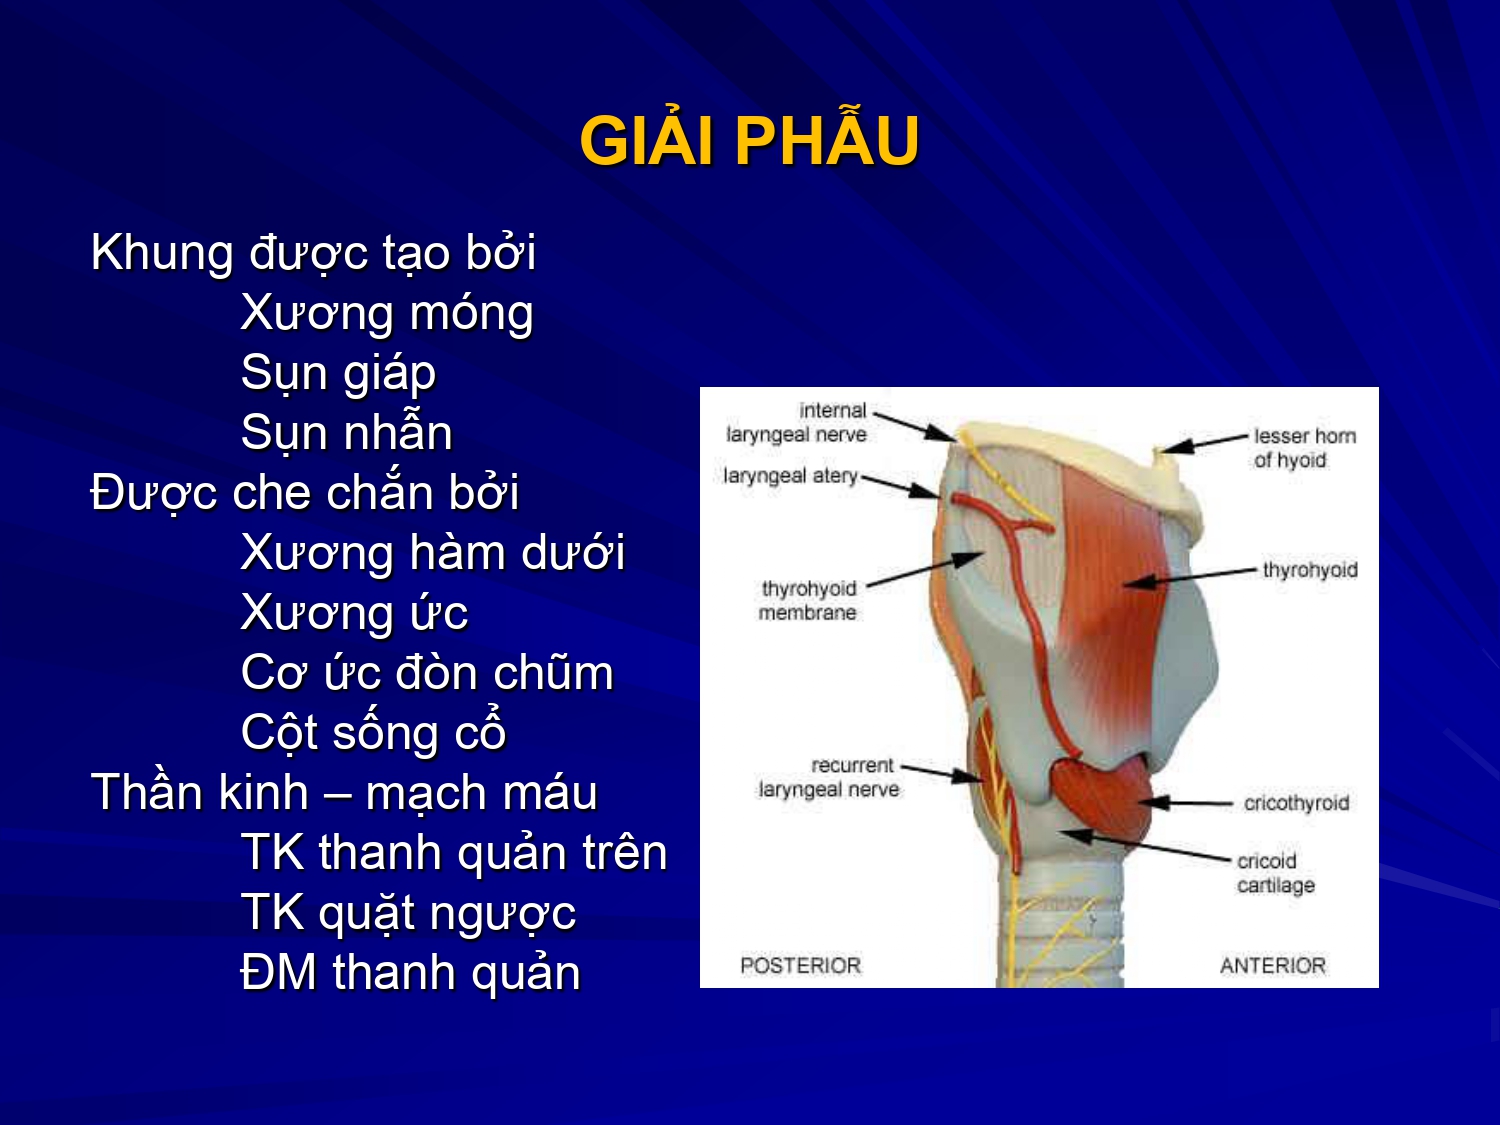 GIẢI PHẪU
Khung được tạo bởi
Xương móng
Sụn giáp
Sụn nhẫn
Được che chắn bởi
Xương hàm dưới
Xương ức
Cơ ức đòn chũm
Cột sống cổ
Thần kinh – mạch máu
TK thanh quản trên
TK quặt ngược
ĐM thanh quản
internal
laryngeal nerve
laryngeal atery
thyrohyoid
membrane
recurrent
laryngeal nerve
POSTERIOR
lesser horn
of hyoid
thyrohyoid
cricothyroid
cricoid
cartilage
ANTERIOR